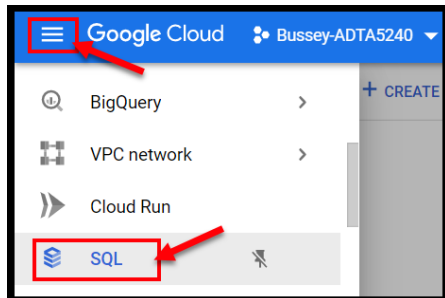 Google Cloud Bussey-ADTA5240
BigQuery
+ CREATE
VPC network
Cloud Run
SQL